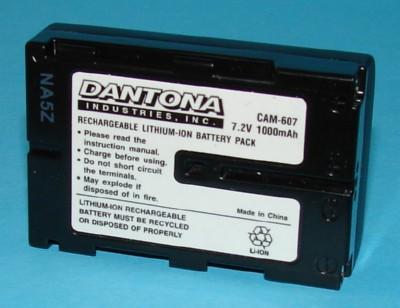 NA5Z
DANTONA
INDUSTRIES, INC.
CAM-607
7.2V 1000mAh
RECHARGEABLE LITHIUM-ION BATTERY PACK
• Please read the
instruction manual.
• Charge before using.
• Do not short
the circuit.
• May explode if
disposed of in fire.
LITHIUM-ION RECHARGEABLE
BATTERY MUST BE RECYCLED
OR DISPOSED OF PROPERLY
Made in China
Li-ION